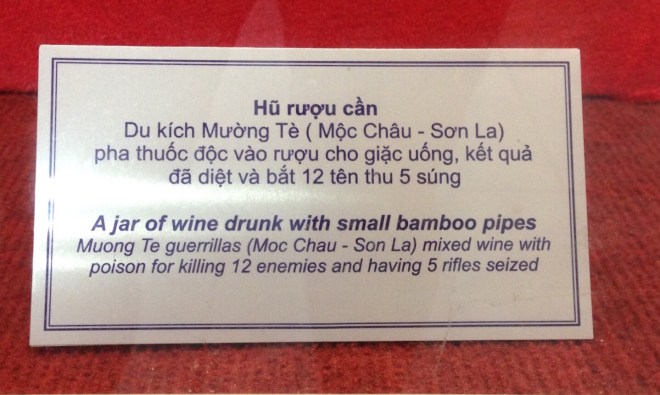 Hũ rượu cần
Du kích Mường Tè ( Mộc Châu - Sơn La)
pha thuốc độc vào rượu cho giặc uống, kết quả
đã diệt và bắt 12 tên thu 5 súng
A jar of wine drunk with small bamboo pipes
Muong Te guerrillas (Moc Chau - Son La) mixed wine with
poison for killing 12 enemies and having 5 rifles seized